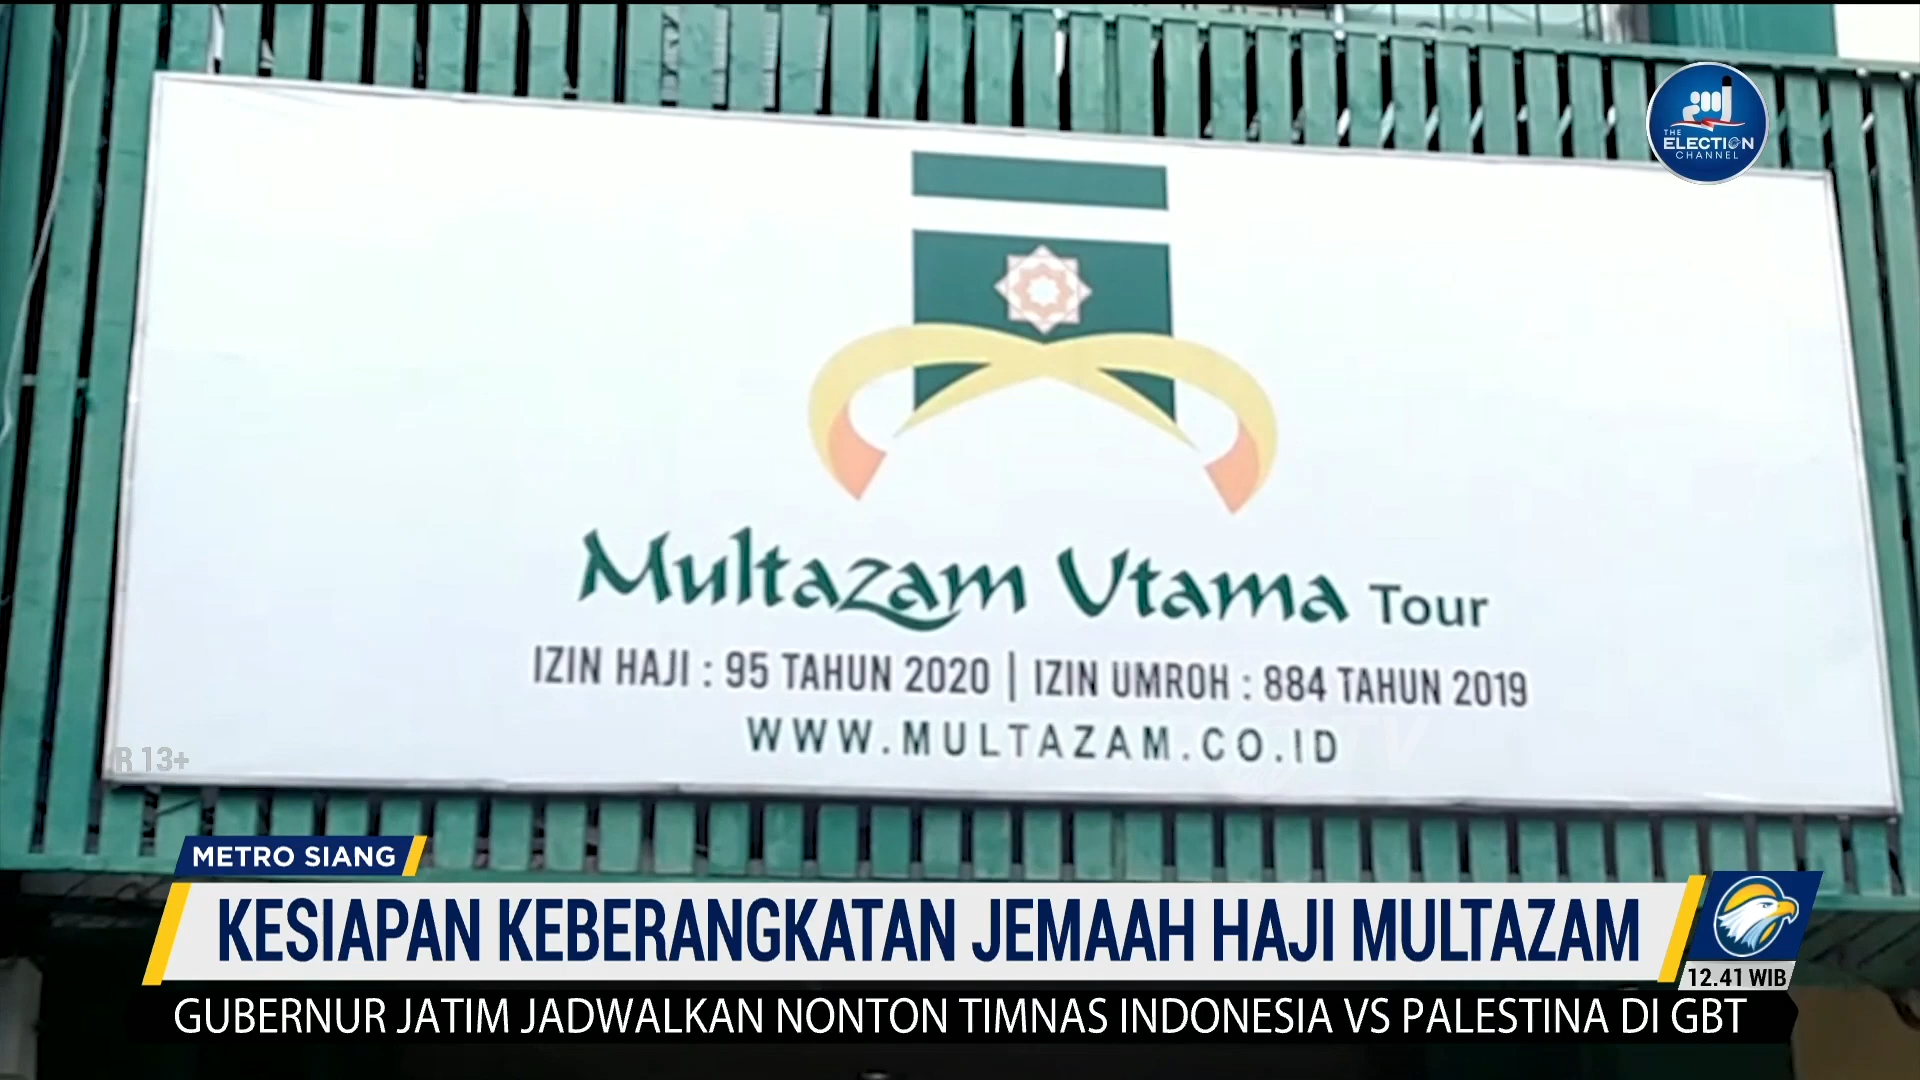 THE
ELECTION
CHANNEL
Multazam Utama Tour
IZIN HAJI : 95 TAHUN 2020 | IZIN UMROH : 884 TAHUN 2019
WWW.MULTAZAM.CO.ID
R 13+
METRO SIANG
KESIAPAN KEBERANGKATAN JEMAAH HAJI MULTAZAM
12.41 WIB
GUBERNUR JATIM JADWALKAN NONTON TIMNAS INDONESIA VS PALESTINA DI GBT